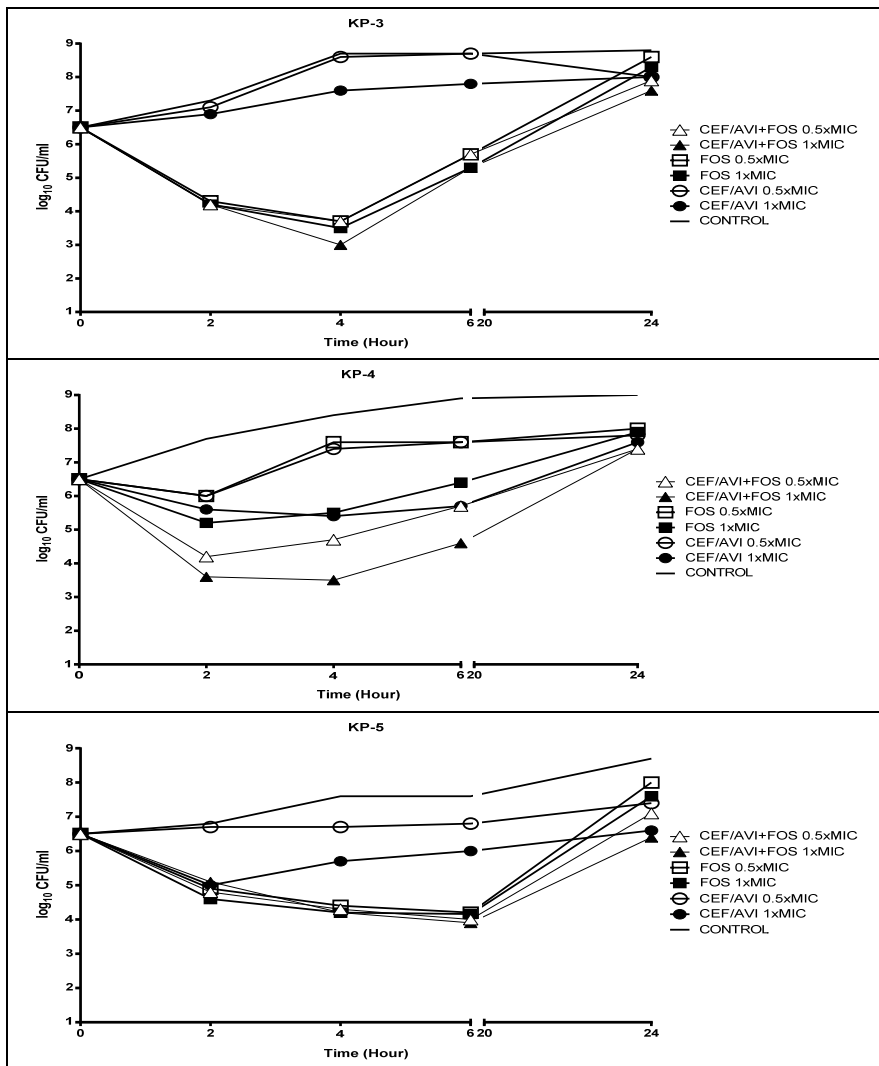 KP-3
9
8
7
6
5
4
3
2
1
log10 CFU/ml
0 2 4 6 20 24
Time (Hour)
CEF/AVI+FOS 0.5xMIC
CEF/AVI+FOS 1xMIC
FOS 0.5xMIC
FOS 1xMIC
CEF/AVI 0.5xMIC
CEF/AVI 1xMIC
CONTROL
KP-4
9
8
7
6
5
4
3
2
1
log10 CFU/ml
0 2 4 6 20 24
Time (Hour)
CEF/AVI+FOS 0.5xMIC
CEF/AVI+FOS 1xMIC
FOS 0.5xMIC
FOS 1xMIC
CEF/AVI 0.5xMIC
CEF/AVI 1xMIC
CONTROL
KP-5
9
8
7
6
5
4
3
2
1
log10 CFU/ml
0 2 4 6 20 24
Time (Hour)
CEF/AVI+FOS 0.5xMIC
CEF/AVI+FOS 1xMIC
FOS 0.5xMIC
FOS 1xMIC
CEF/AVI 0.5xMIC
CEF/AVI 1xMIC
CONTROL